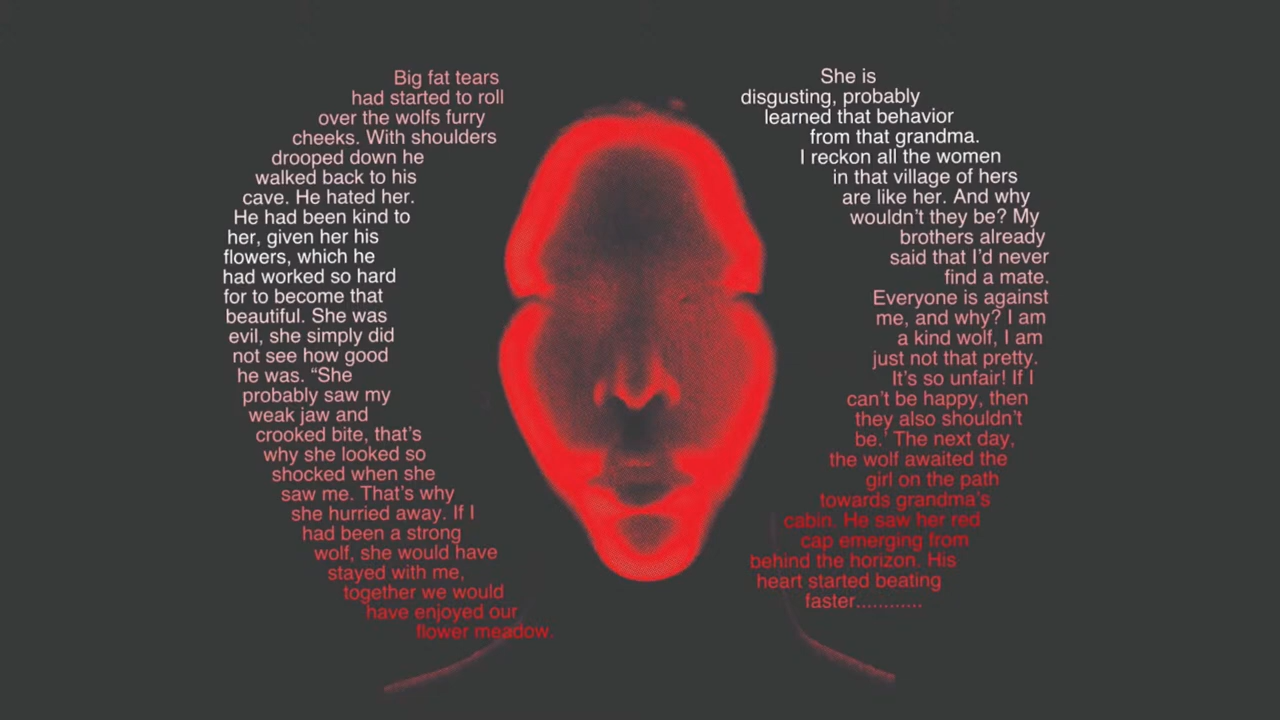 Big fat tears
had started to roll
over the wolfs furry
cheeks. With shoulders
drooped down he
walked back to his
cave. He hated her.
He had been kind to
her, given her his
flowers, which he
had worked so hard
for to become that
beautiful. She was
evil, she simply did
not see how good
he was. “She
probably saw my
weak jaw and
crooked bite, that’s
why she looked so
shocked when she
saw me. That’s why
she hurried away. If I
had been a strong
wolf, she would have
stayed with me,
together we would
have enjoyed our
flower meadow.
She is
disgusting, probably
learned that behavior
from that grandma.
I reckon all the women
in that village of hers
are like her. And why
wouldn’t they be? My
brothers already
said that I’d never
find a mate.
Everyone is against
me, and why? I am
a kind wolf, I am
just not that pretty.
It’s so unfair! If I
can’t be happy, then
they also shouldn’t
be.’ The next day,
the wolf awaited the
girl on the path
towards grandma’s
cabin. He saw her red
cap emerging from
behind the horizon. His
heart started beating
faster............